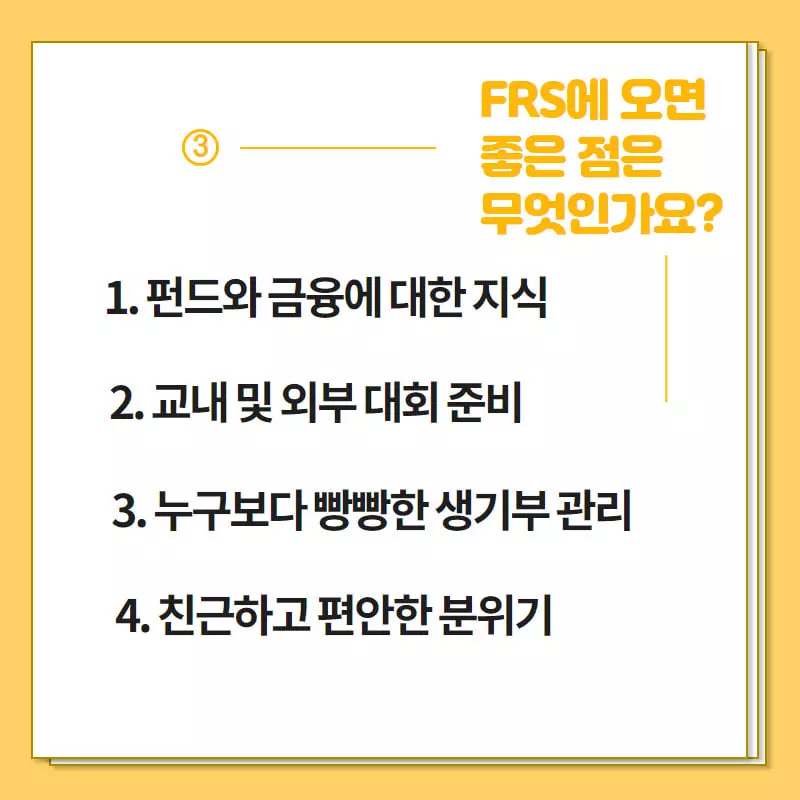 ③
FRS에 오면
좋은 점은
무엇인가요?
1. 펀드와 금융에 대한 지식
2. 교내 및 외부 대회 준비
3. 누구보다 빵빵한 생기부 관리
4. 친근하고 편안한 분위기